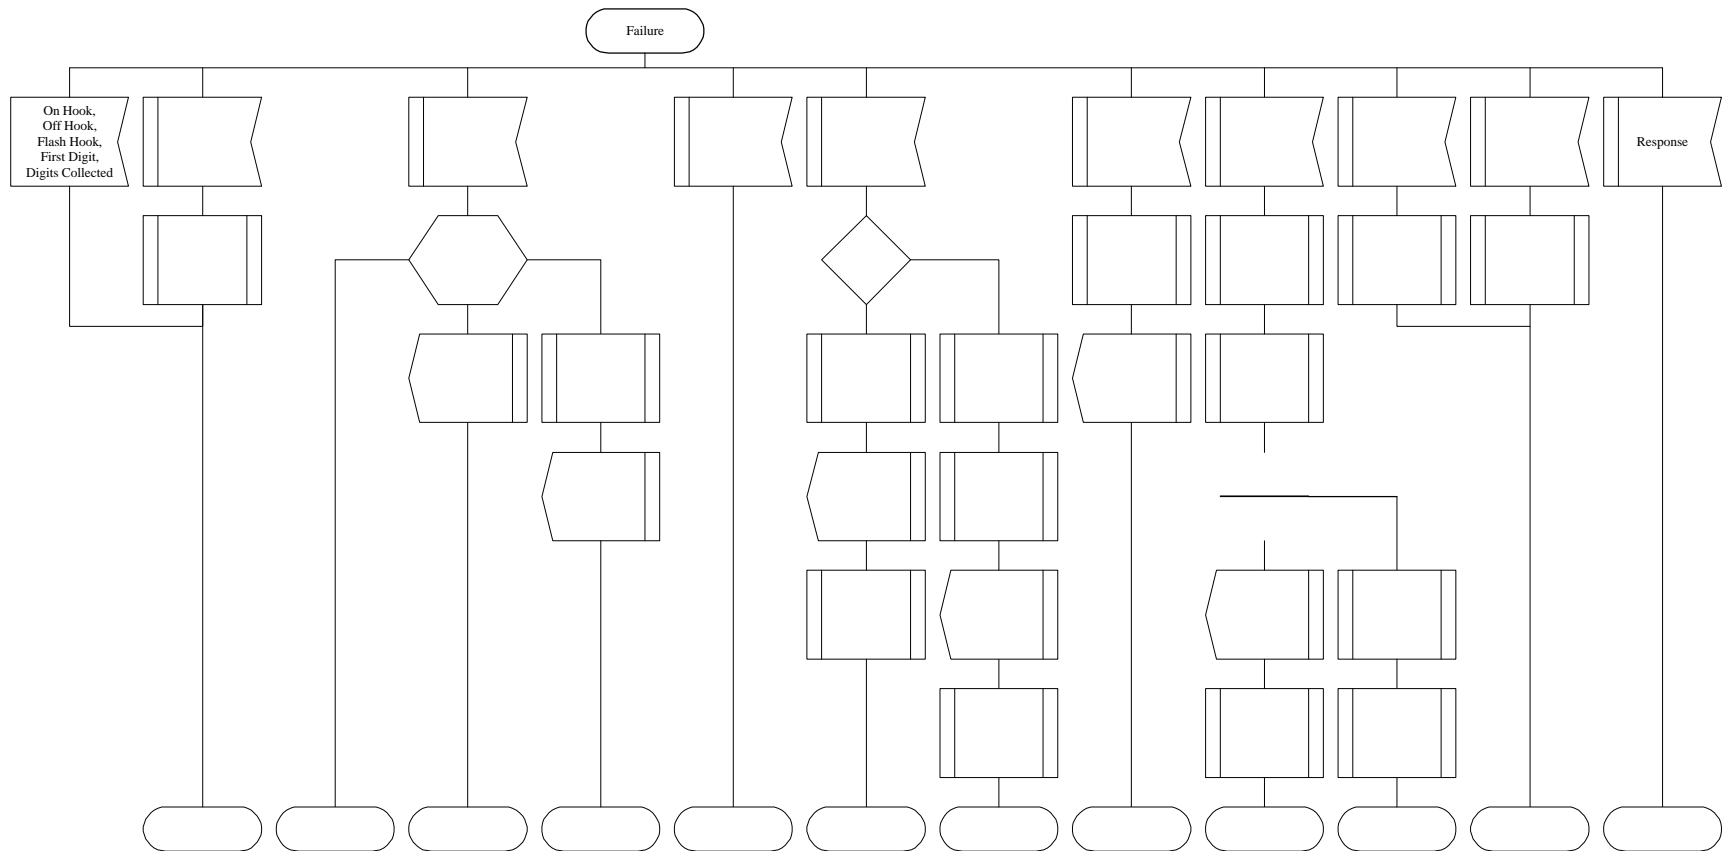 Failure
On Hook,
Off Hook,
Flash Hook,
First Digit,
Digits Collected
Response